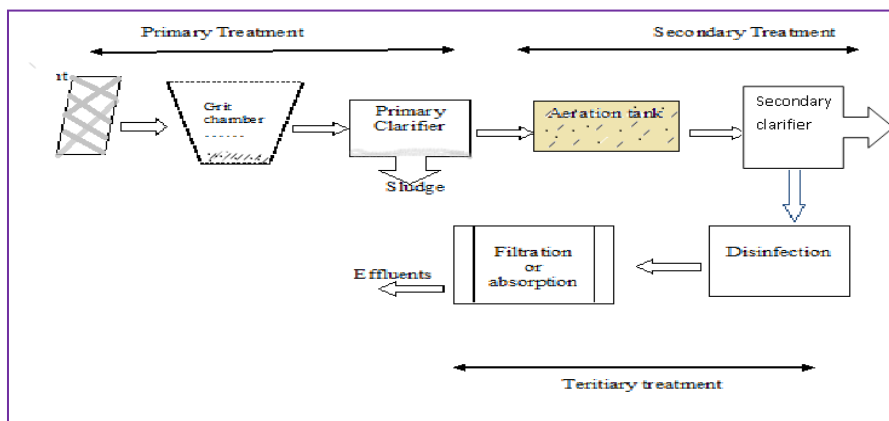 Primary Treatment
Secondary Treatment
Grit
chamber
Primary
Clarifier
Aeration tank
Secondary
clarifier
Sludge
Filtration
or
absorption
Disinfection
Effluents
Teritiary treatment